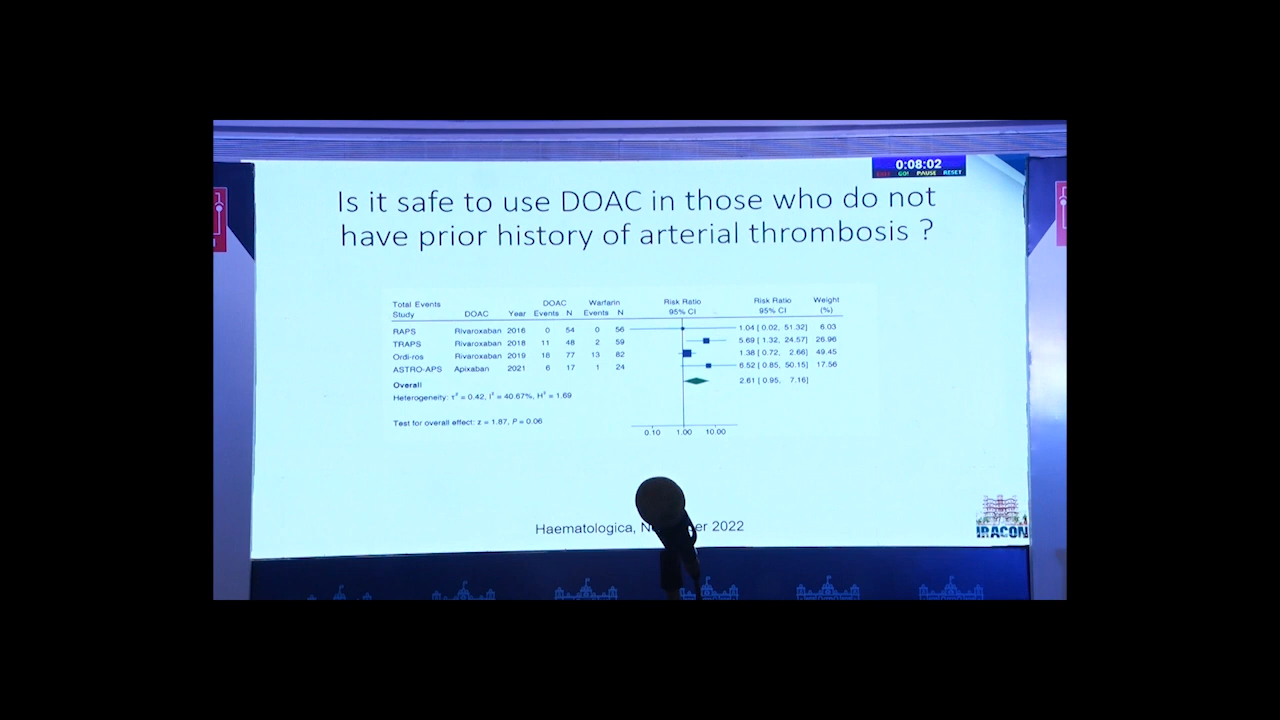 0:08:02
GO! PAUSE RESET
Is it safe to use DOAC in those who do not
have prior history of arterial thrombosis ?
Total Events DOAC Warfarin Risk Ratio Risk Ratio Weight
Study DOAC Year Events N Events N 95% CI 95% CI (%)
RAPS Rivaroxaban 2016 0 54 0 56 1.04 [ 0.02, 51.32] 6.03
TRAPS Rivaroxaban 2018 11 48 2 59 5.69 [ 1.32, 24.57] 26.96
Ordi-ros Rivaroxaban 2019 18 77 13 82 1.38 [ 0.72, 2.66] 49.45
ASTRO-APS Apixaban 2021 6 17 1 24 6.52 [ 0.85, 50.15] 17.56
Overall 2.61 [ 0.95, 7.16]
Heterogeneity: τ² = 0.42, I² = 40.67%, H² = 1.69
Test for overall effect: z = 1.87, P = 0.06
0.10 1.00 10.00
Haematologica, 2022
IRACON